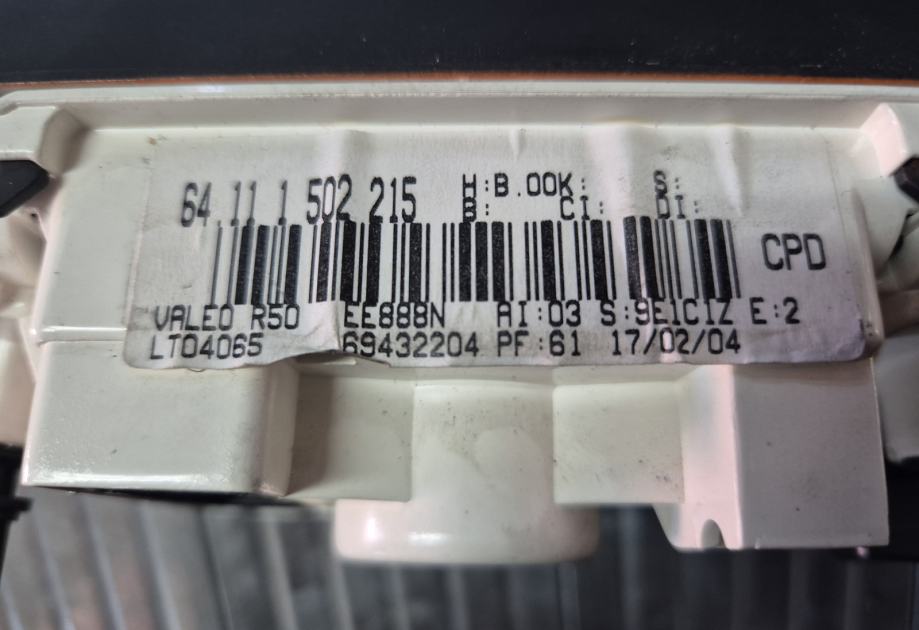 64.11 1 502 215 H:B.00K: S:
B: CI: DI:
CPD
VALEO R50 EE888N AI:03 S:9E1C1Z E:2
LT04065 69432204 PF:61 17/02/04